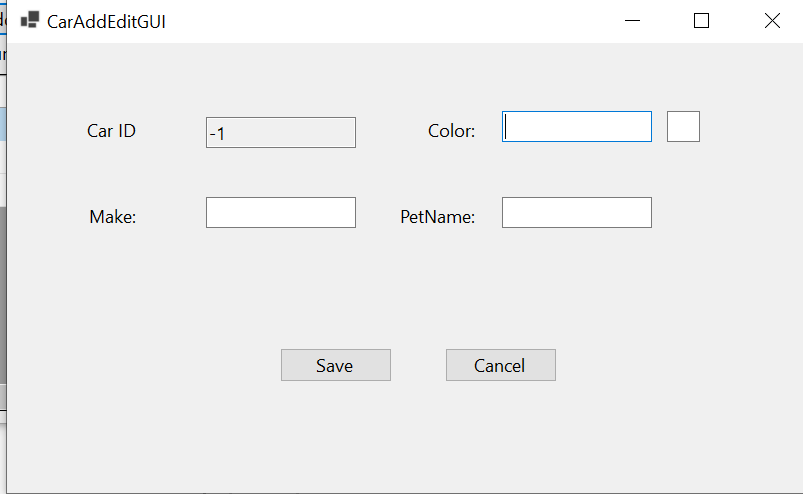 CarAddEditGUI
Car ID -1 Color:
Make: PetName:
Save Cancel